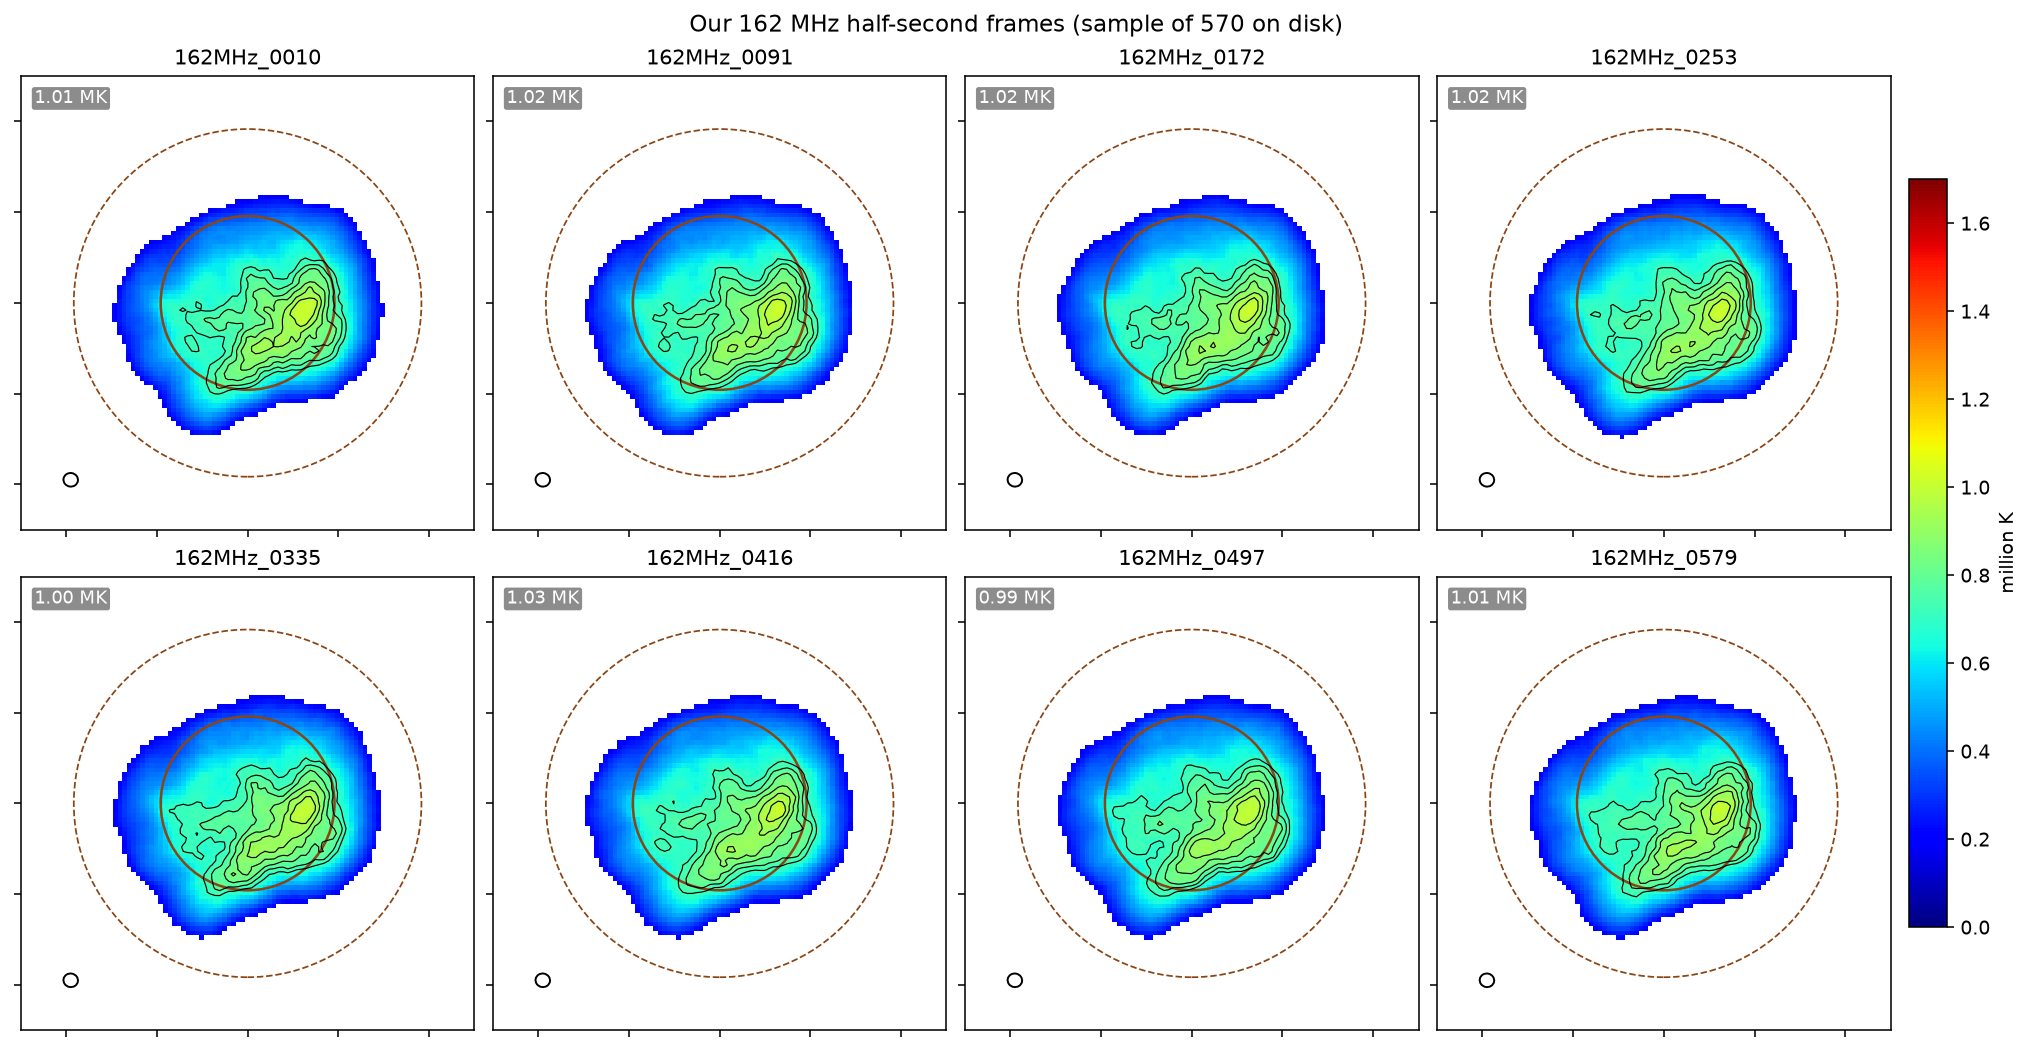 Our 162 MHz half-second frames (sample of 570 on disk)
162MHz_0010
162MHz_0091
162MHz_0172
162MHz_0253
1.01 MK
1.02 MK
1.02 MK
1.02 MK
162MHz_0335
162MHz_0416
162MHz_0497
162MHz_0579
1.00 MK
1.03 MK
0.99 MK
1.01 MK
1.6
1.4
1.2
1.0
0.8
0.6
0.4
0.2
0.0
million K